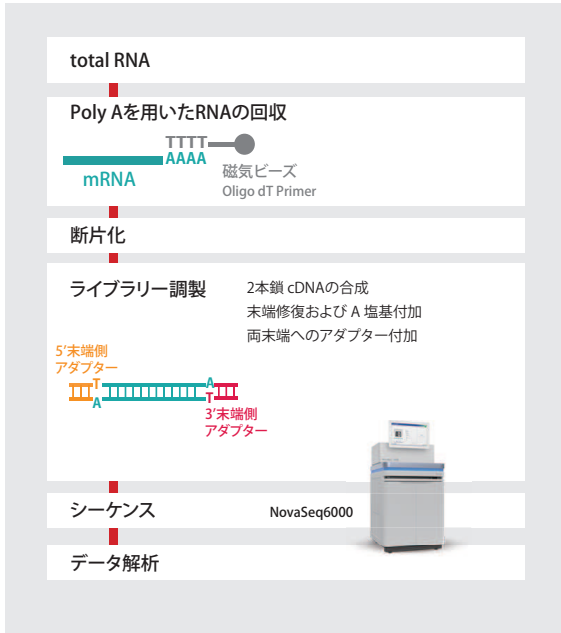 total RNA
Poly Aを用いたRNAの回収
TTTT
AAAA
mRNA
磁気ビーズ
Oligo dT Primer
断片化
ライブラリー調製
2本鎖 cDNAの合成
末端修復および A 塩基付加
両末端へのアダプター付加
5′末端側
アダプター
T
A
A
T
3′末端側
アダプター
シーケンス
NovaSeq6000
データ解析